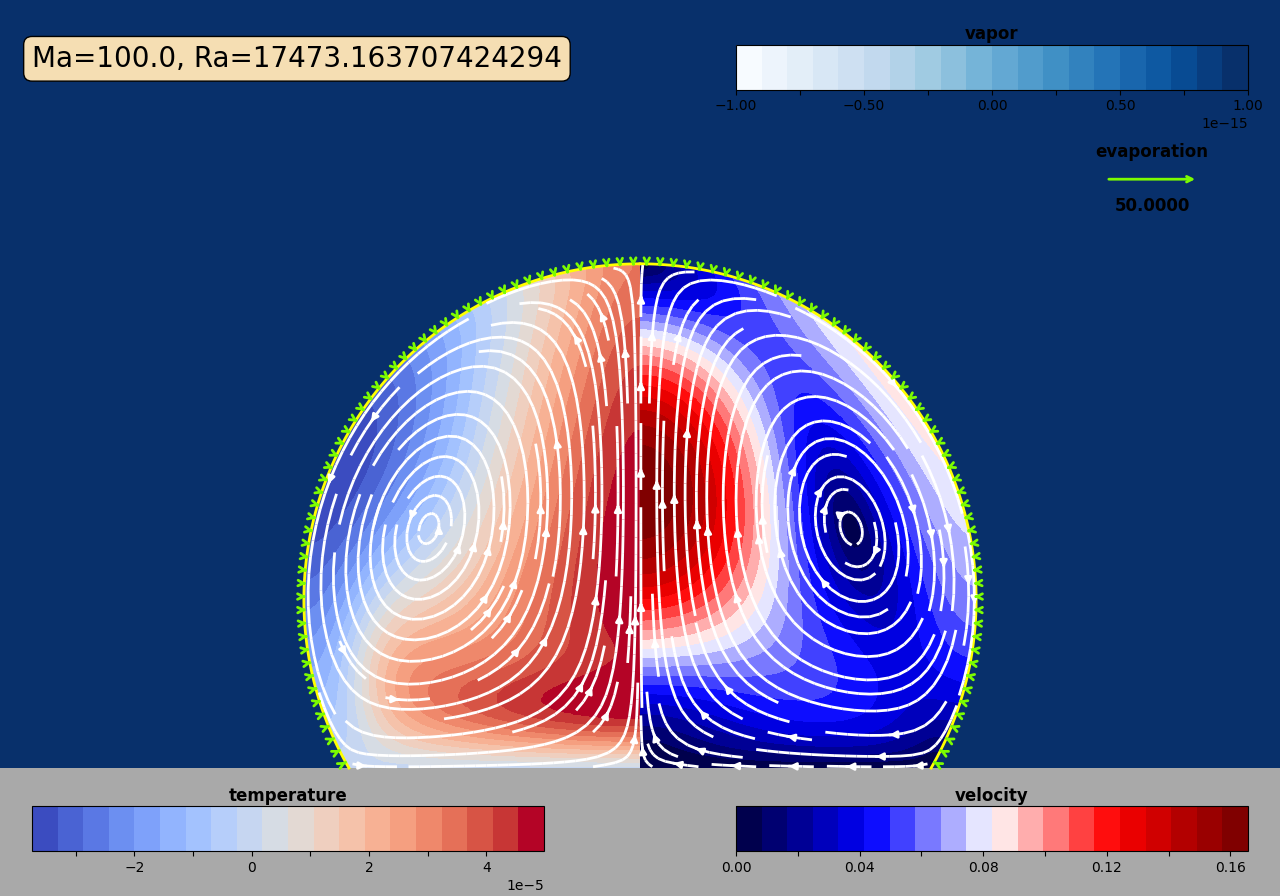 Ma=100.0, Ra=17473.163707424294
vapor
−1.00 −0.50 0.00 0.50 1.00
1e−15
evaporation
50.0000
temperature
−2 0 2 4
1e−5
velocity
0.00 0.04 0.08 0.12 0.16